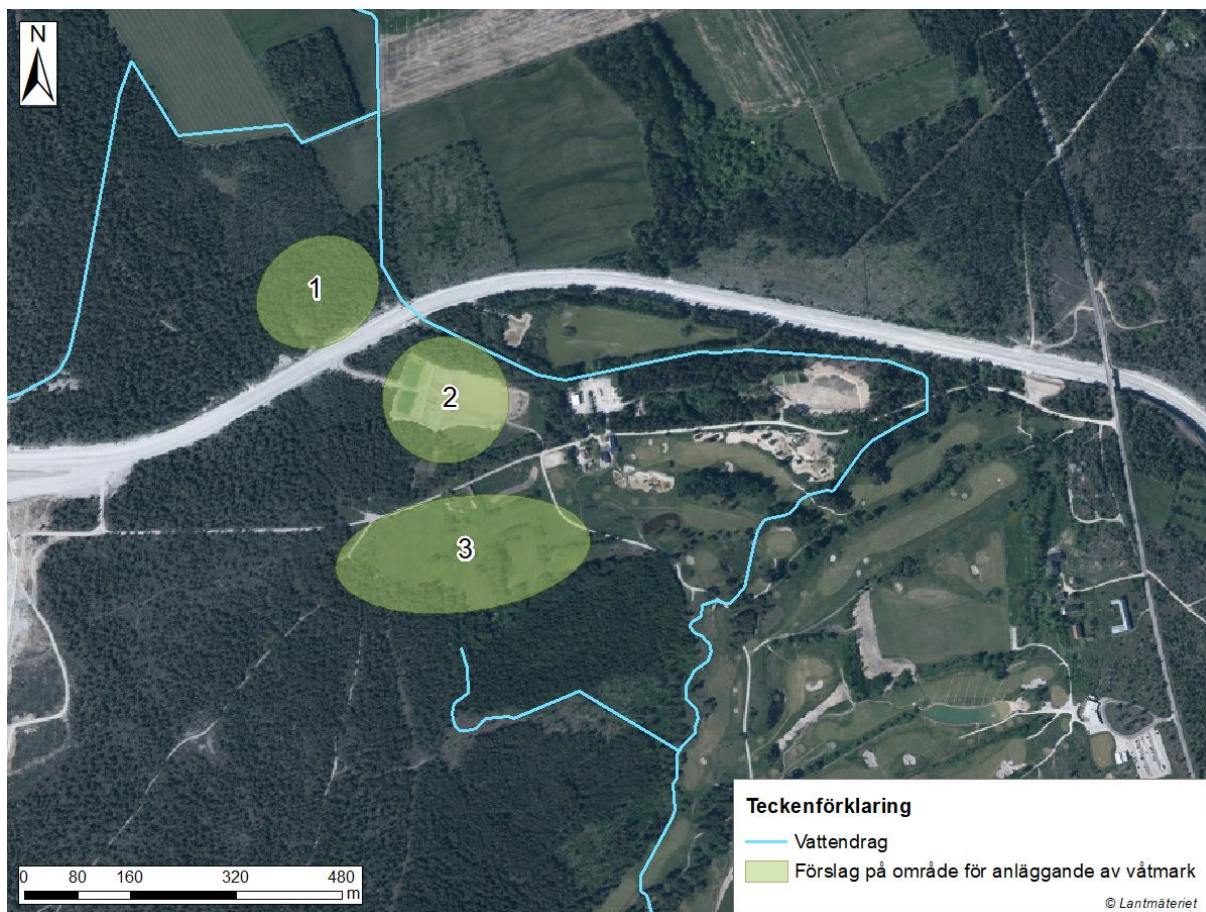 N
1
2
3
Teckenförklaring
Vattendrag
Förslag på område för anläggande av våtmark
0 80 160 320 480
m
© Lantmäteriet